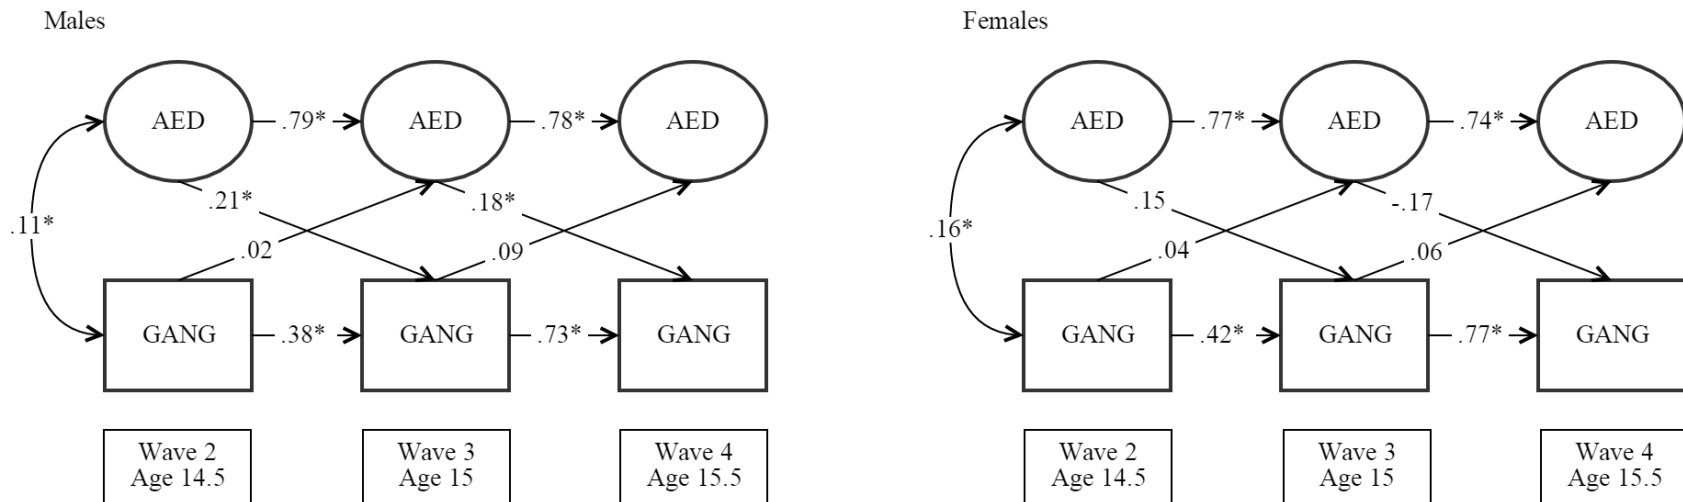 Males
AED
.79*
AED
.78*
AED
.21*
.18*
.11*
.02
.09
GANG
.38*
GANG
.73*
GANG
Wave 2
Age 14.5
Wave 3
Age 15
Wave 4
Age 15.5
Females
AED
.77*
AED
.74*
AED
.15
-.17
.16*
.04
.06
GANG
.42*
GANG
.77*
GANG
Wave 2
Age 14.5
Wave 3
Age 15
Wave 4
Age 15.5